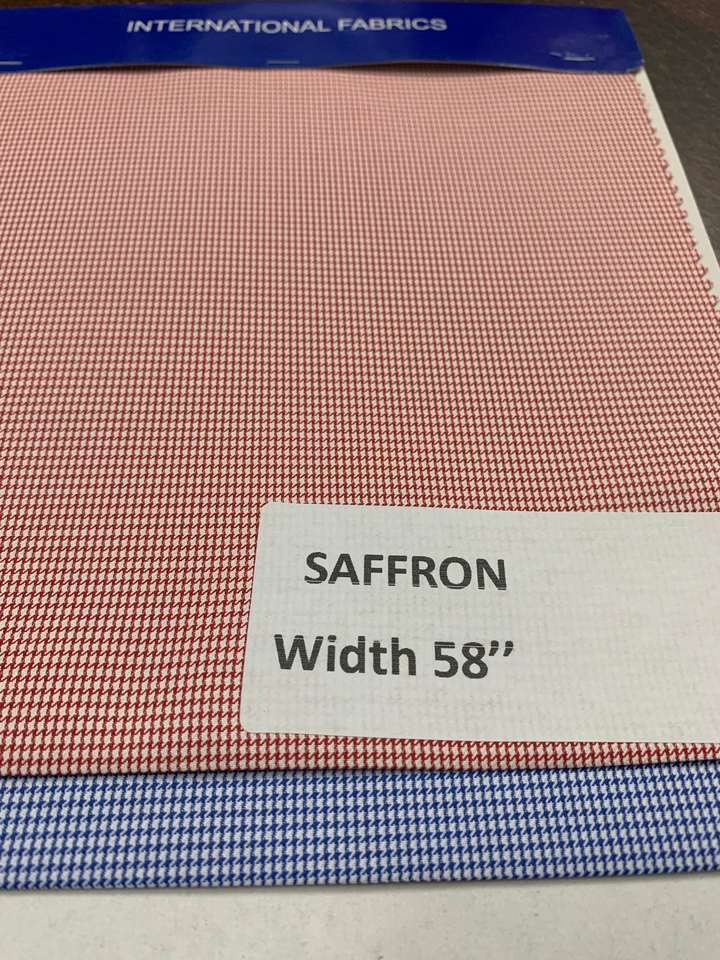 INTERNATIONAL FABRICS
SAFFRON
Width 58’’